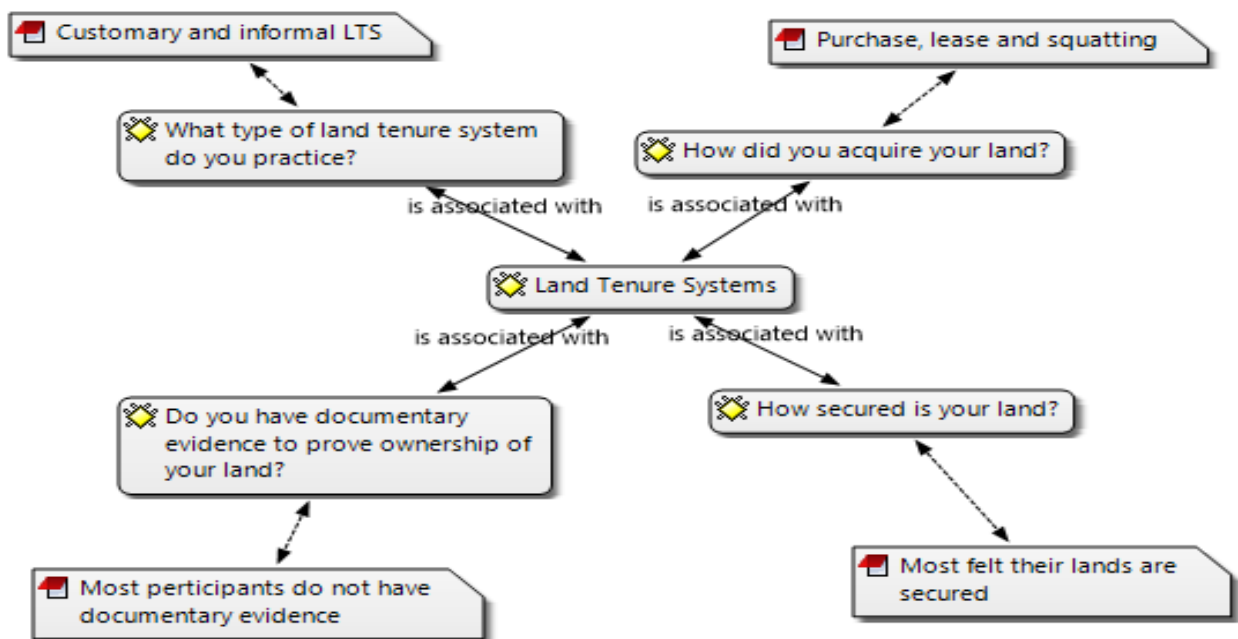 Customary and informal LTS
Purchase, lease and squatting
What type of land tenure system
do you practice?
How did you acquire your land?
is associated with
is associated with
Land Tenure Systems
is associated with
is associated with
Do you have documentary
evidence to prove ownership of
your land?
How secured is your land?
Most perticipants do not have
documentary evidence
Most felt their lands are
secured